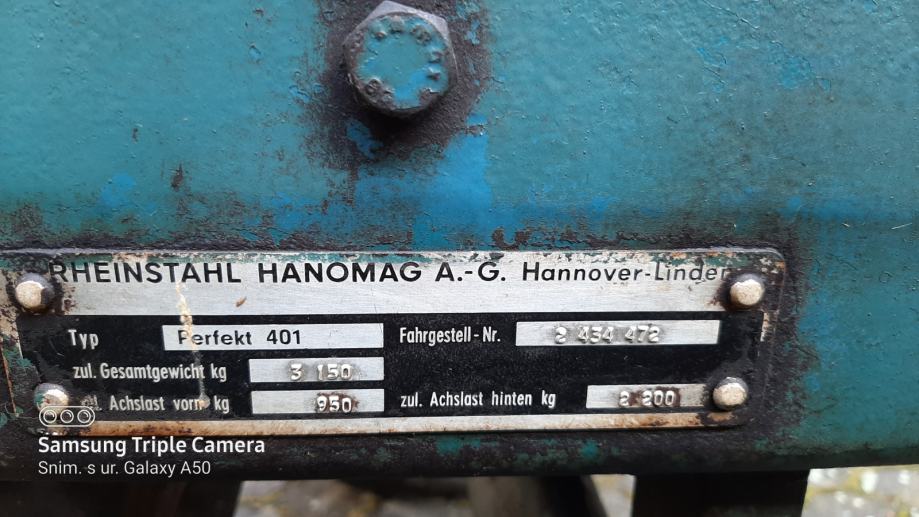 RHEINSTAHL HANOMAG A.-G. Hannover-Linden
Typ Perfekt 401 Fahrgestell-Nr. 2 434 472
zul. Gesamtgewicht kg 3 150
zul. Achslast vorn kg 950 zul. Achslast hinten kg 2 200
Samsung Triple Camera
Snim. s ur. Galaxy A50